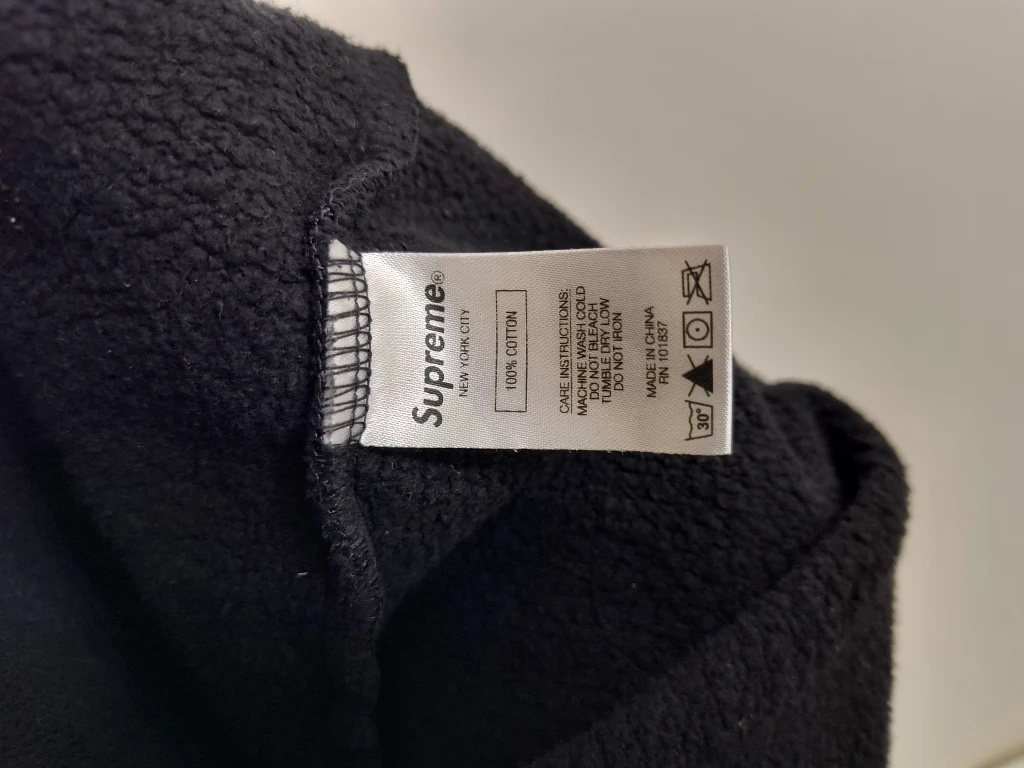 Supreme®
NEW YORK CITY
100% COTTON
CARE INSTRUCTIONS:
MACHINE WASH COLD
DO NOT BLEACH
TUMBLE DRY LOW
DO NOT IRON
MADE IN CHINA
RN 101837
30°